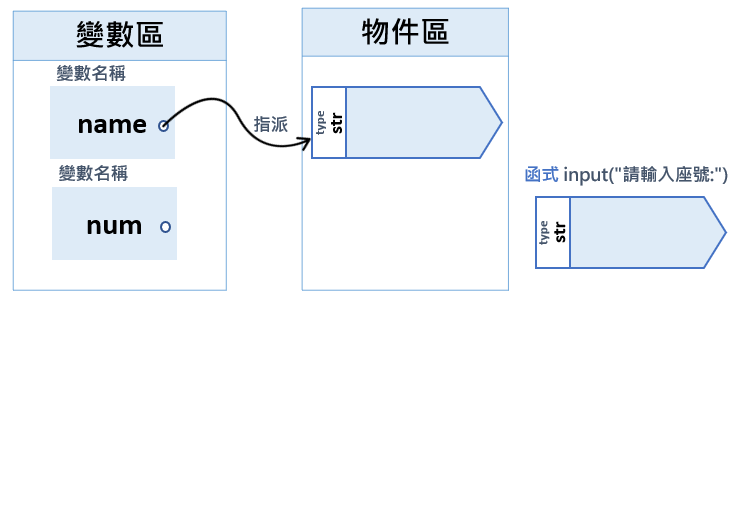 變數區
變數名稱
name
變數名稱
num
指派
物件區
type
str
函式 input("請輸入座號:")
type
str